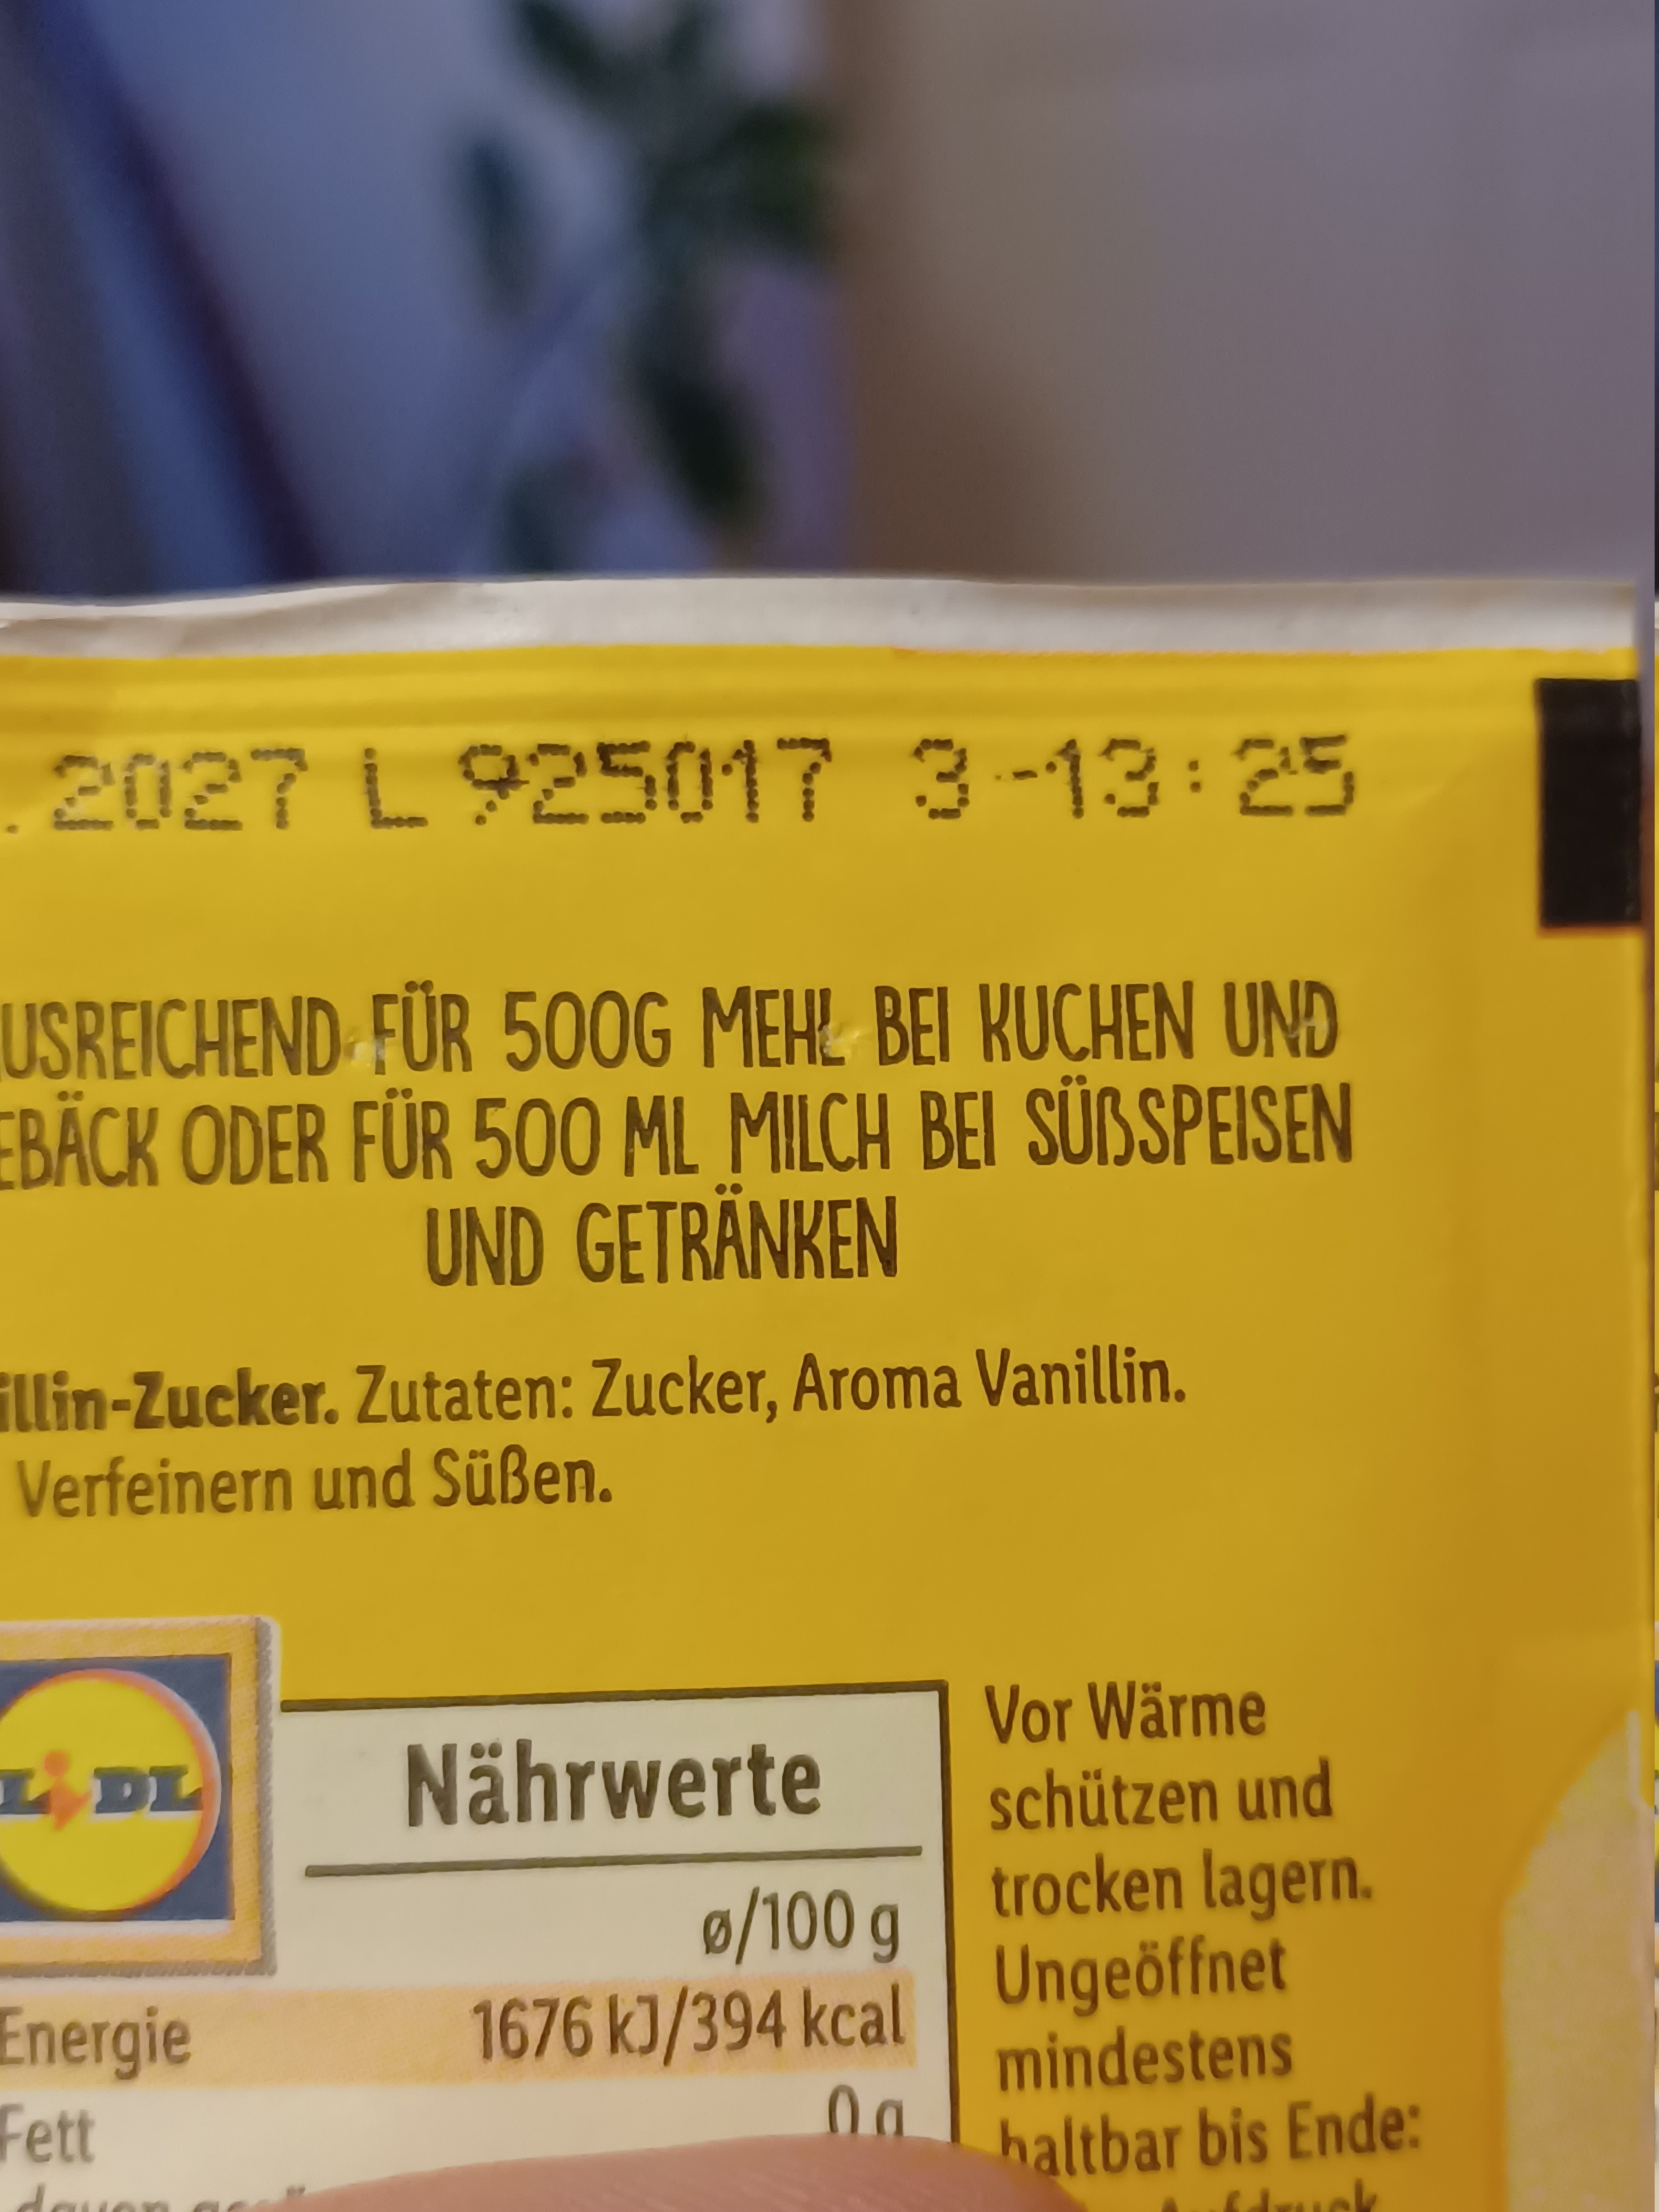 .2027 L 925017 3-13:25
USREICHEND FÜR 500G MEHL BEI KUCHEN UND
EBÄCK ODER FÜR 500 ML MILCH BEI SÜßSPEISEN
UND GETRÄNKEN
illin-Zucker. Zutaten: Zucker, Aroma Vanillin.
Verfeinern und Süßen.
LiDL
Nährwerte
ø/100 g
Energie 1676 kJ/394 kcal
Fett 0 g
Vor Wärme
schützen und
trocken lagern.
Ungeöffnet
mindestens
haltbar bis Ende: